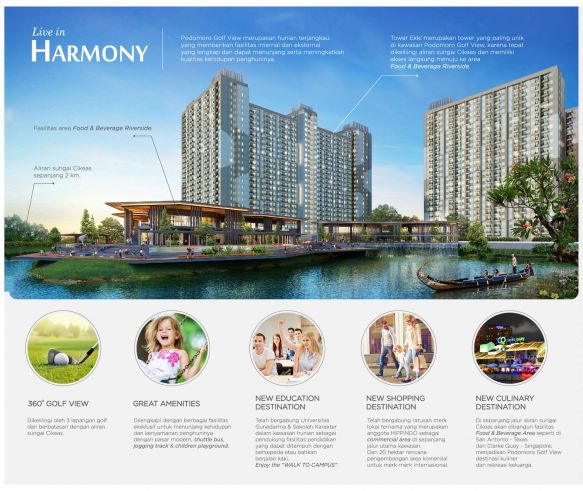 Live in
HARMONY
Podomoro Golf View merupakan hunian terjangkau
yang memberikan fasilitas internal dan eksternal
yang lengkap dan dapat menunjang serta meningkatkan
kualitas kehidupan penghuninya.
Tower Ekki merupakan tower yang paling unik
di kawasan Podomoro Golf View, karena tepat
dikelilingi aliran sungai Cikeas dan memiliki
akses langsung menuju ke area
Food & Beverage Riverside
Fasilitas area Food & Beverage Riverside.
Aliran sungai Cikeas
sepanjang 2 km.
360° GOLF VIEW
Dikelilingi oleh 3 lapangan golf
dan berbatasan dengan aliran
sungai Cikeas.
GREAT AMENITIES
Dilengkapi dengan berbagai fasilitas
eksklusif untuk menunjang kehidupan
dan kenyamanan penghuninya
dengan pasar modern, shuttle bus,
jogging track & children playground.
NEW EDUCATION
DESTINATION
Telah bergabung Universitas
Gunadarma & Sekolah Karakter
dalam kawasan hunian sebagai
pendukung fasilitas pendidikan
yang dapat ditempuh dengan
bersepeda atau bahkan
berjalan kaki.
Enjoy the "WALK TO CAMPUS".
NEW SHOPPING
DESTINATION
Telah bergabung ratusan merk
lokal ternama yang merupakan
anggota HIPPINDO sebagai
commercial area di sepanjang
jalur utama kawasan.
Dan 20 hektar rencana
pengembangan area komersial
untuk merk-merk internasional.
NEW CULINARY
DESTINATION
Di sepanjang jalur aliran sungai
Cikeas akan dibangun fasilitas
Food & Beverage Area seperti di
San Antonio - Texas
dan Clarke Quay - Singapore,
menjadikan Podomoro Golf View
destinasi kuliner
dan rekreasi keluarga.